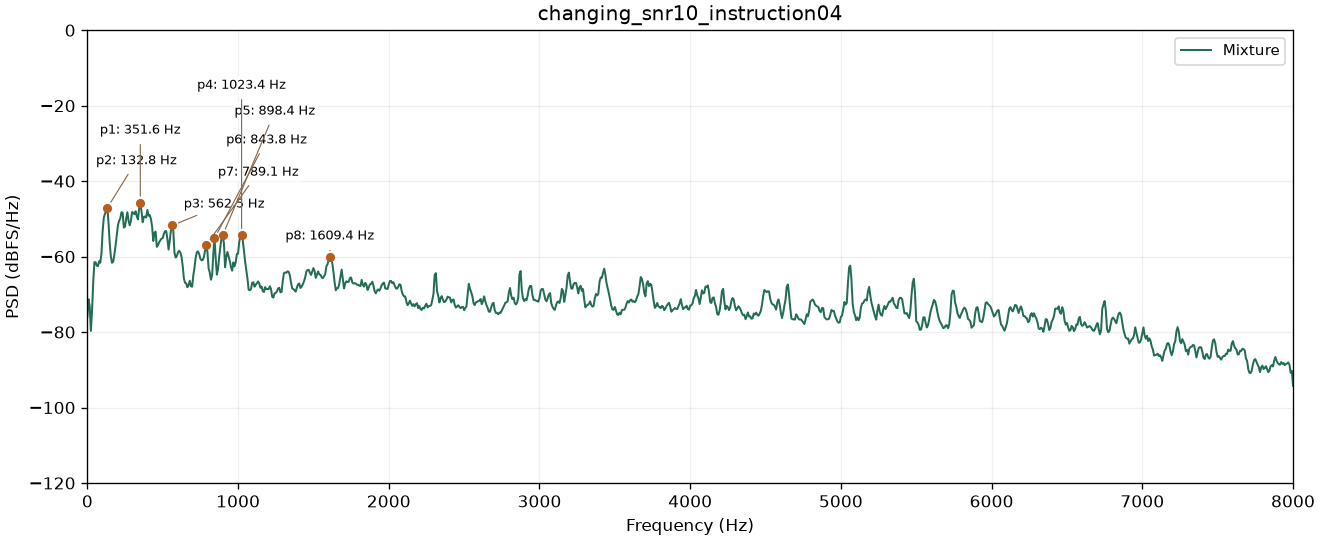 changing_snr10_instruction04
Mixture
p4: 1023.4 Hz
p5: 898.4 Hz
p1: 351.6 Hz
p6: 843.8 Hz
p2: 132.8 Hz
p7: 789.1 Hz
p3: 562.5 Hz
p8: 1609.4 Hz
PSD (dBFS/Hz)
0
−20
−40
−60
−80
−100
−120
0 1000 2000 3000 4000 5000 6000 7000 8000
Frequency (Hz)